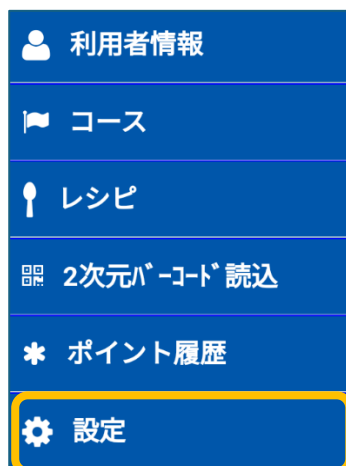 利用者情報
コース
レシピ
2次元ﾊﾞｰｺｰﾄﾞ読込
ポイント履歴
設定